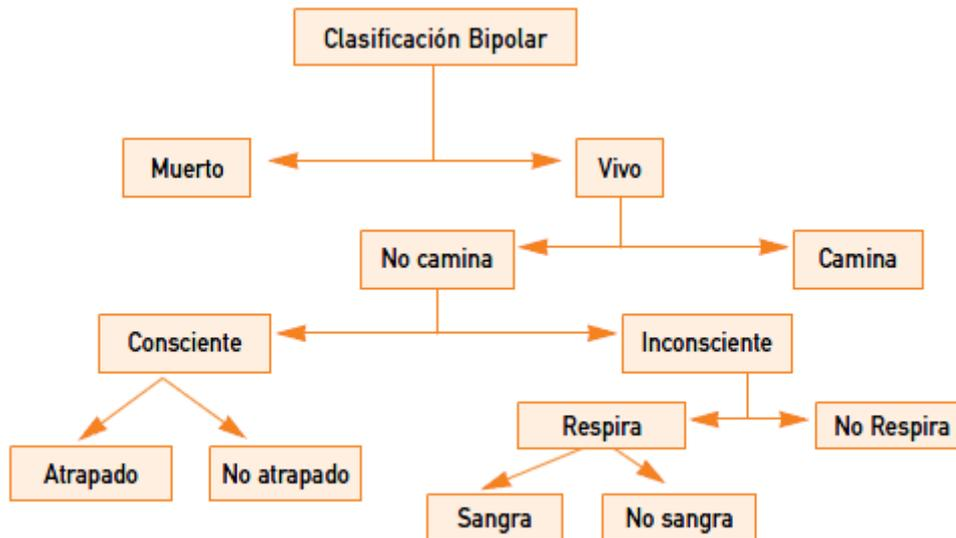 Clasificación Bipolar
Muerto
Vivo
No camina
Camina
Consciente
Inconsciente
Respira
No Respira
Atrapado
No atrapado
Sangra
No sangra